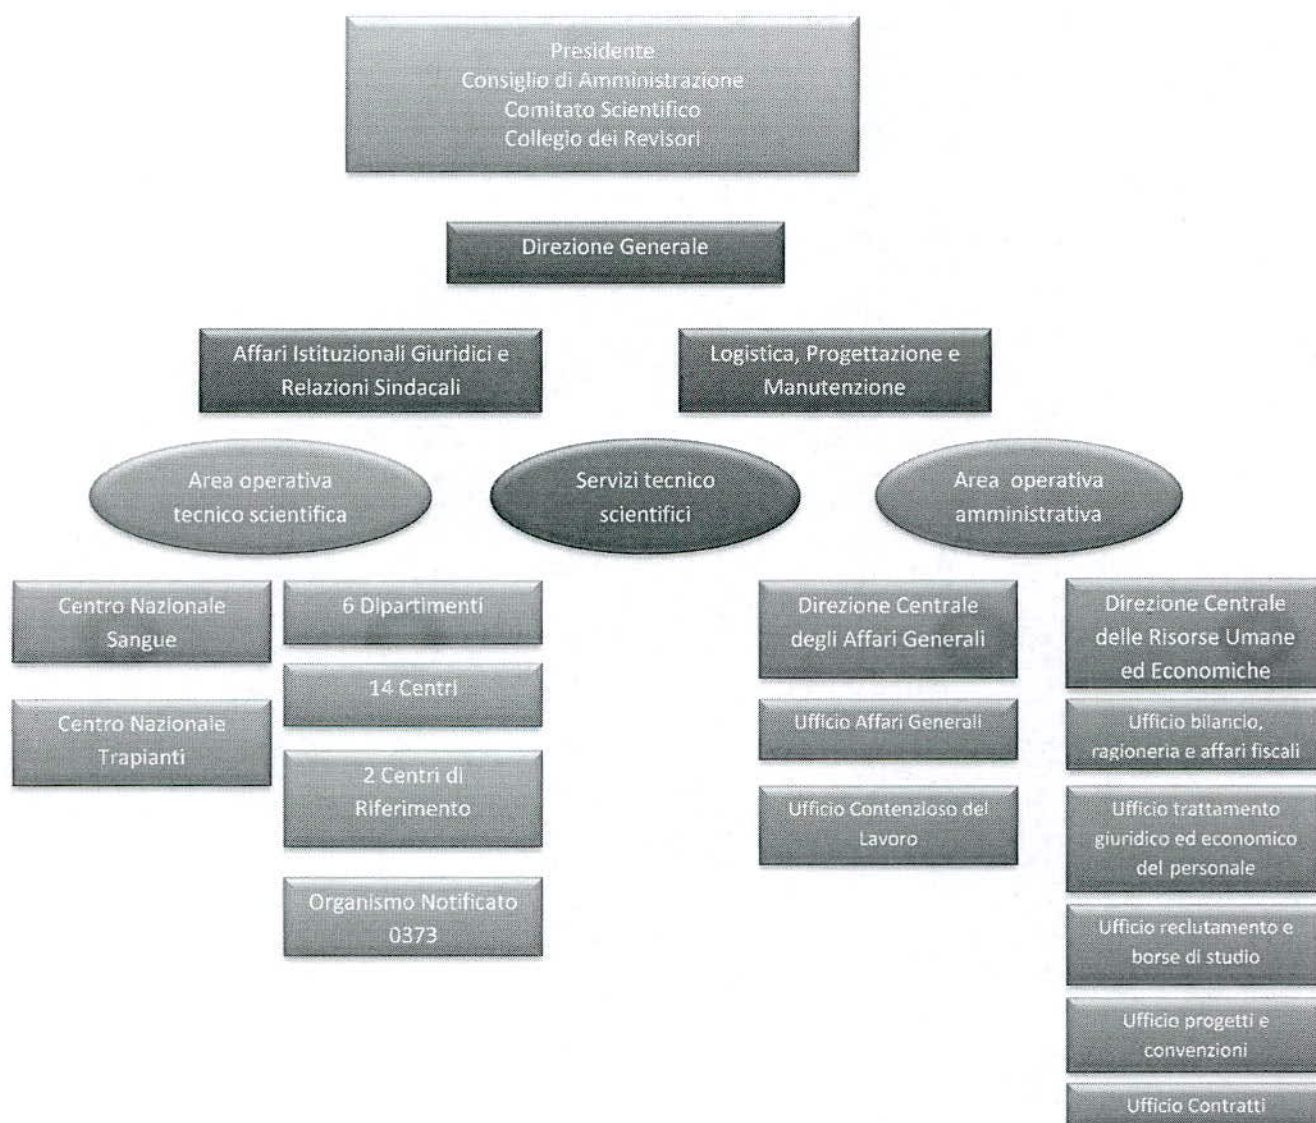 Presidente
Consiglio di Amministrazione
Comitato Scientifico
Collegio dei Revisori
Direzione Generale
Affari Istituzionali Giuridici e
Relazioni Sindacali
Logistica, Progettazione e
Manutenzione
Area operativa
tecnico scientifica
Servizi tecnico
scientifici
Area operativa
amministrativa
Centro Nazionale
Sangue
Centro Nazionale
Trapianti
6 Dipartimenti
14 Centri
2 Centri di
Riferimento
Organismo Notificato
0373
Direzione Centrale
degli Affari Generali
Ufficio Affari Generali
Ufficio Contenzioso del
Lavoro
Direzione Centrale
delle Risorse Umane
ed Economiche
Ufficio bilancio,
ragioneria e affari fiscali
Ufficio trattamento
giuridico ed economico
del personale
Ufficio reclutamento e
borse di studio
Ufficio progetti e
convenzioni
Ufficio Contratti